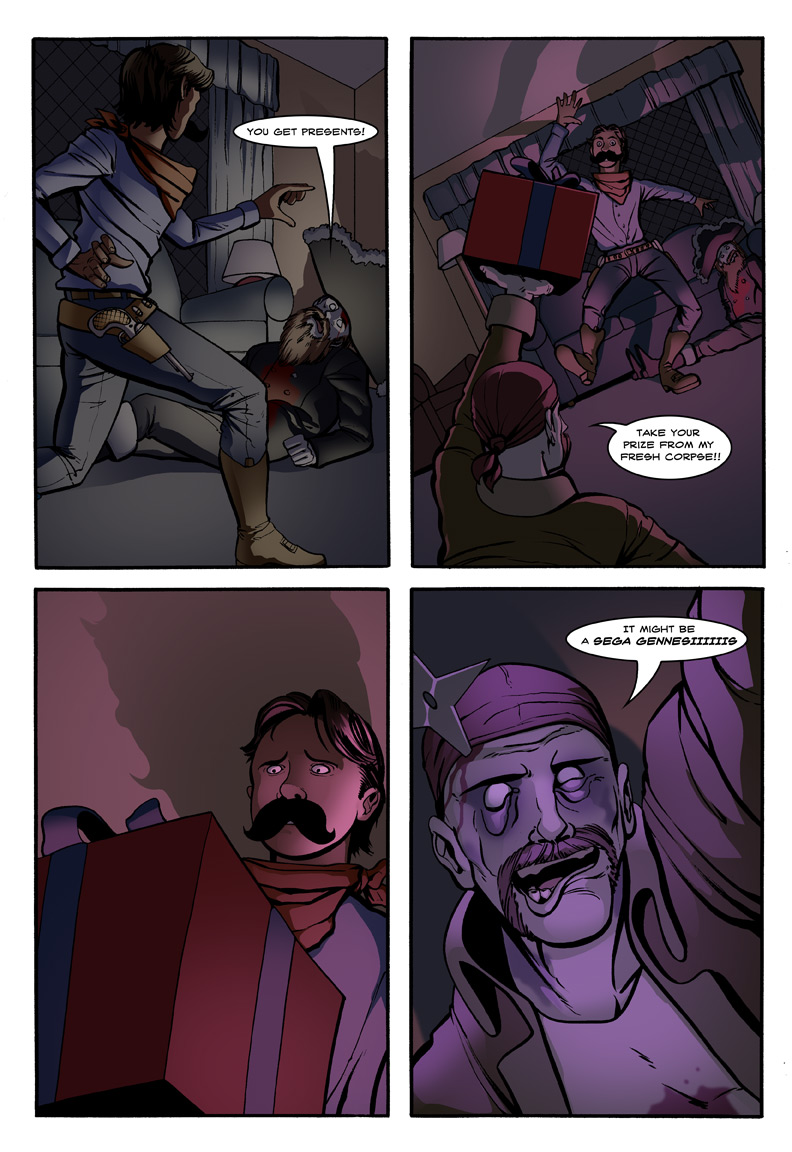 YOU GET PRESENTS!
TAKE YOUR
PRIZE FROM MY
FRESH CORPSE!!
IT MIGHT BE
A SEGA GENNESIIIIIIS